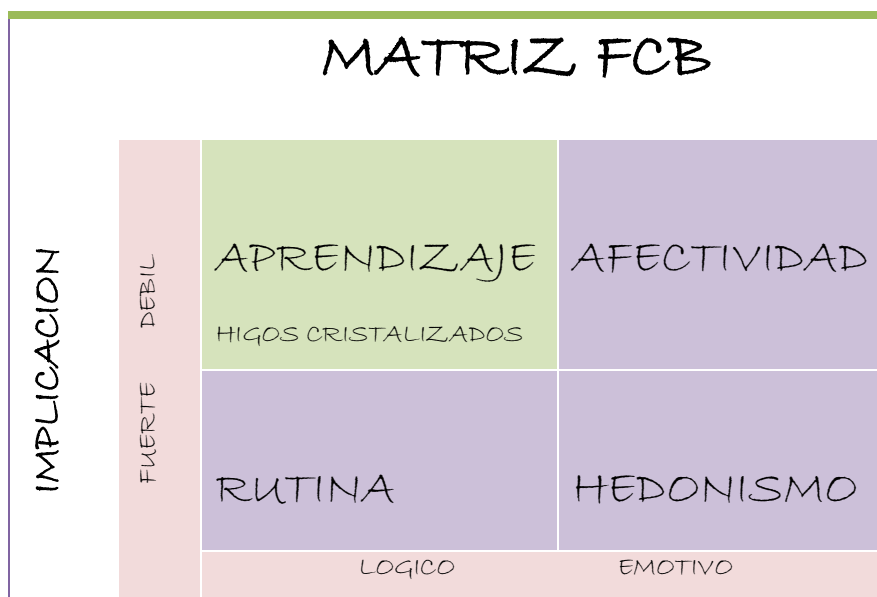 MATRIZ FCB
IMPLICACION
DEBIL
FUERTE
APRENDIZAJE
HIGOS CRISTALIZADOS
AFECTIVIDAD
RUTINA
HEDONISMO
LOGICO
EMOTIVO